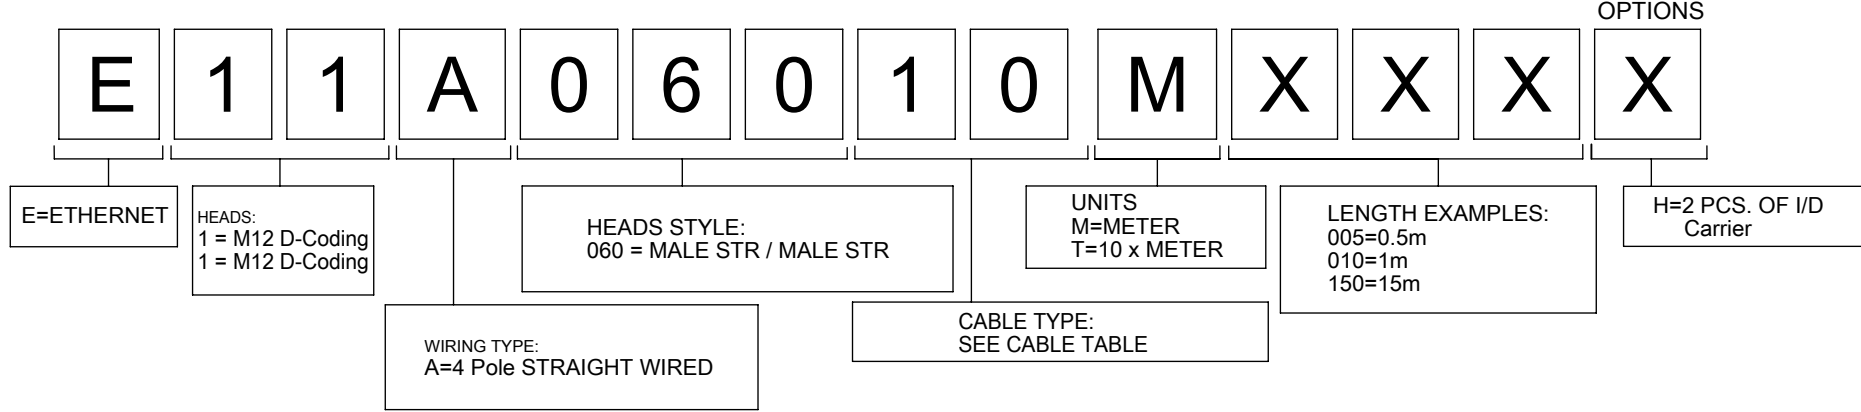 OPTIONS
E 1 1 A 0 6 0 1 0 M X X X X
E=ETHERNET
HEADS:
1 = M12 D-Coding
1 = M12 D-Coding
HEADS STYLE:
060 = MALE STR / MALE STR
UNITS
M=METER
T=10 x METER
LENGTH EXAMPLES:
005=0.5m
010=1m
150=15m
H=2 PCS. OF I/D
Carrier
WIRING TYPE:
A=4 Pole STRAIGHT WIRED
CABLE TYPE:
SEE CABLE TABLE